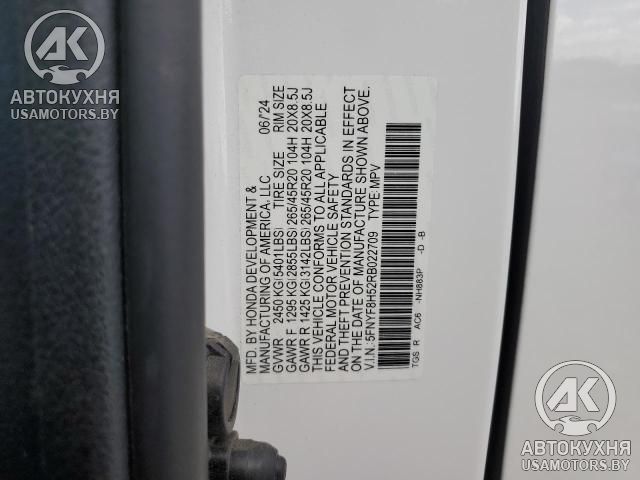 AK
АВТОКУХНЯ
USAMOTORS.BY
MFD. BY HONDA DEVELOPMENT &
MANUFACTURING OF AMERICA, LLC 06/24
GVWR 2450 KG(5401LBS) TIRE SIZE RIM SIZE
GAWR F 1295 KG(2855LBS) 265/45R20 104H 20X8.5J
GAWR R 1425 KG(3142LBS) 265/45R20 104H 20X8.5J
THIS VEHICLE CONFORMS TO ALL APPLICABLE
FEDERAL MOTOR VEHICLE SAFETY
AND THEFT PREVENTION STANDARDS IN EFFECT
ON THE DATE OF MANUFACTURE SHOWN ABOVE.
V.I.N.:5FNYF8H52RB022709 TYPE:MPV
TGS R AC6 -NH883P -D -B
AK
АВТОКУХНЯ
USAMOTORS.BY